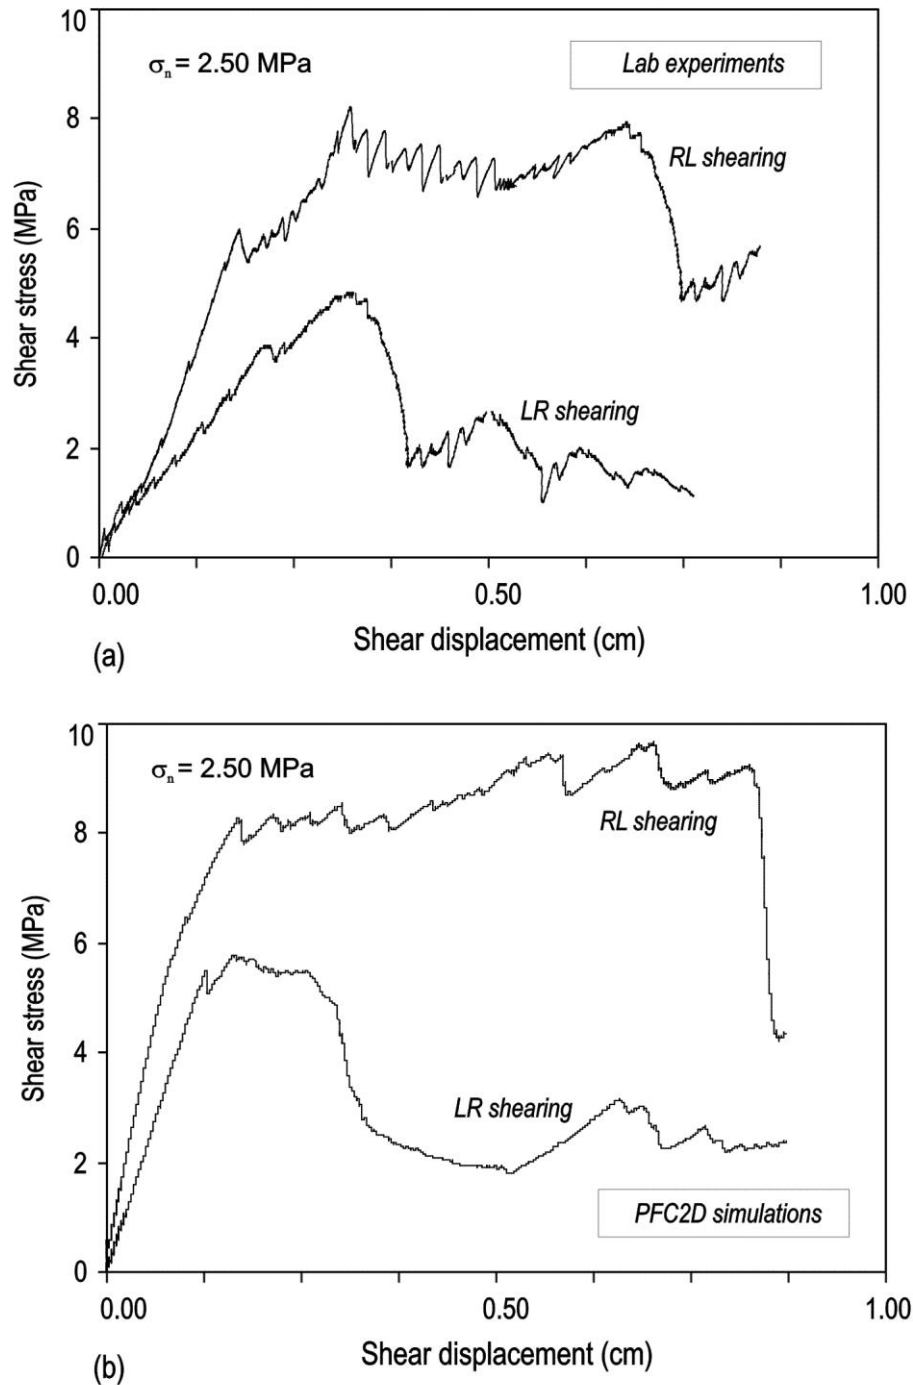 10
σn = 2.50 MPa
Lab experiments
8
RL shearing
6
Shear stress (MPa)
4
LR shearing
2
0
0.00 0.50 1.00
Shear displacement (cm)
(a)
10
σn = 2.50 MPa
8
RL shearing
6
Shear stress (MPa)
4
LR shearing
2
PFC2D simulations
0
0.00 0.50 1.00
Shear displacement (cm)
(b)